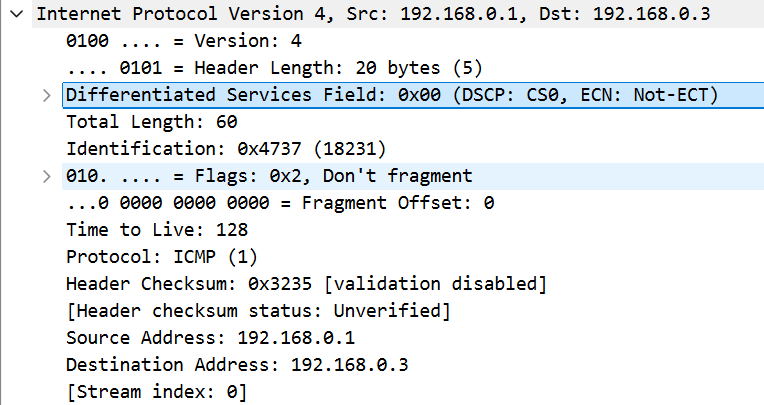 Internet Protocol Version 4, Src: 192.168.0.1, Dst: 192.168.0.3
0100 .... = Version: 4
.... 0101 = Header Length: 20 bytes (5)
Differentiated Services Field: 0x00 (DSCP: CS0, ECN: Not-ECT)
Total Length: 60
Identification: 0x4737 (18231)
010. .... = Flags: 0x2, Don't fragment
...0 0000 0000 0000 = Fragment Offset: 0
Time to Live: 128
Protocol: ICMP (1)
Header Checksum: 0x3235 [validation disabled]
[Header checksum status: Unverified]
Source Address: 192.168.0.1
Destination Address: 192.168.0.3
[Stream index: 0]